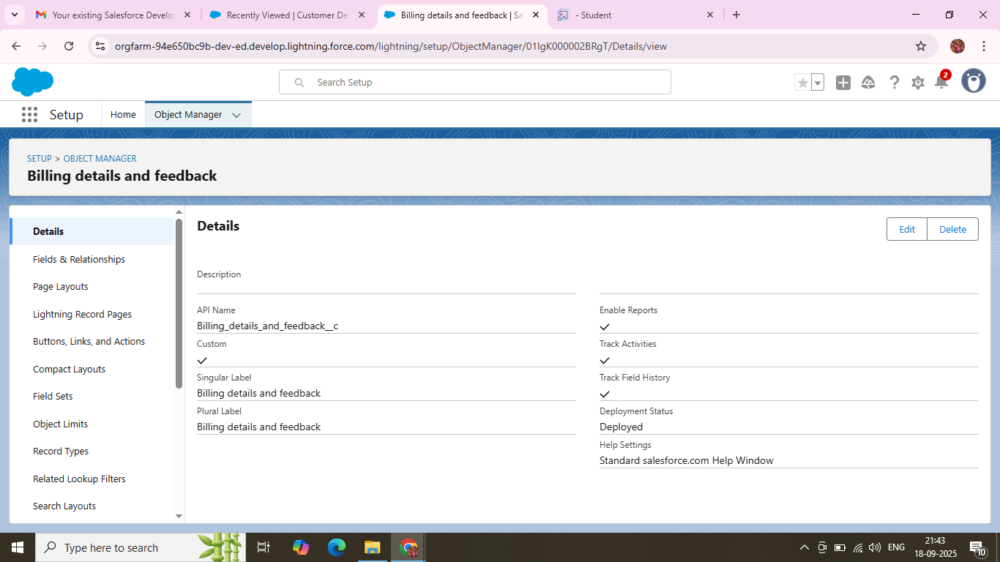 Your existing Salesforce Develo
Recently Viewed | Customer De
Billing details and feedback | Sa
- Student
orgfarm-94e650bc9b-dev-ed.develop.lightning.force.com/lightning/setup/ObjectManager/01IgK000002BRgT/Details/view
Search Setup
2
Setup
Home
Object Manager
SETUP > OBJECT MANAGER
Billing details and feedback
Details
Fields & Relationships
Page Layouts
Lightning Record Pages
Buttons, Links, and Actions
Compact Layouts
Field Sets
Object Limits
Record Types
Related Lookup Filters
Search Layouts
Details
Edit
Delete
Description
API Name
Billing_details_and_feedback__c
Custom
Singular Label
Billing details and feedback
Plural Label
Billing details and feedback
Enable Reports
Track Activities
Track Field History
Deployment Status
Deployed
Help Settings
Standard salesforce.com Help Window
Type here to search
ENG
21:43
18-09-2025
10